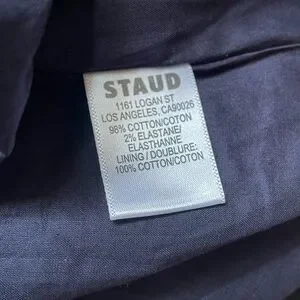 STAUD
1161 LOGAN ST
LOS ANGELES, CA90026
98% COTTON/COTON
2% ELASTANE/
ELASTHANNE
LINING / DOUBLURE:
100% COTTON/COTON